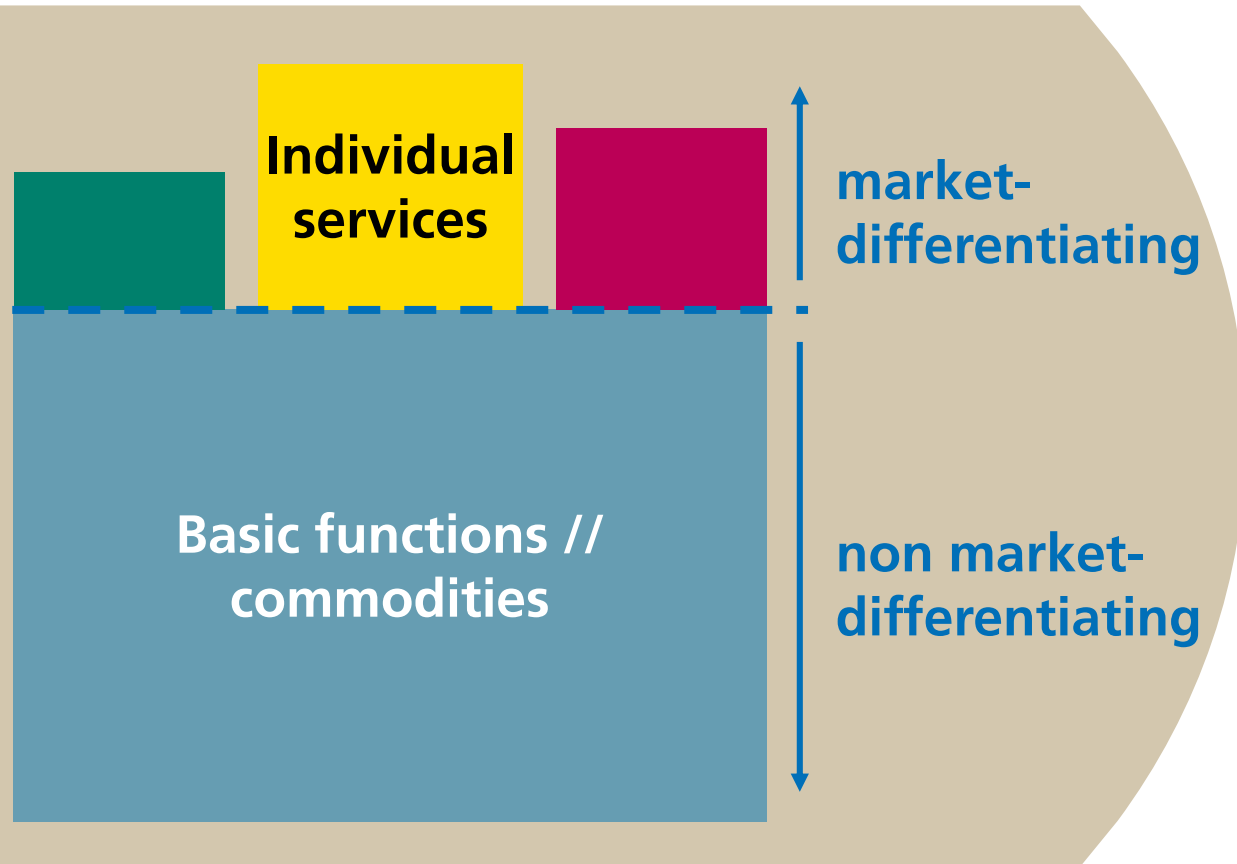 Individual
services
market-
differentiating
Basic functions //
commodities
non market-
differentiating